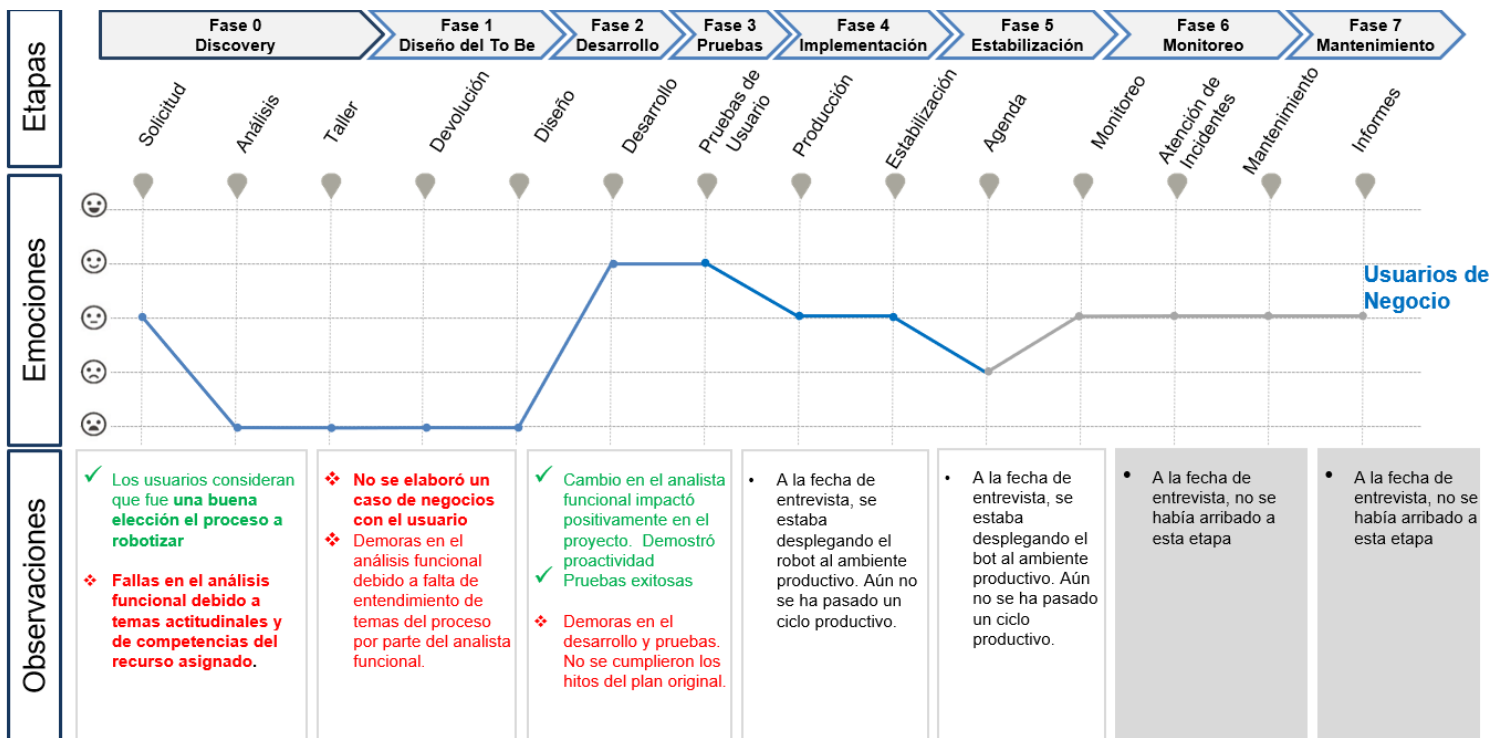 Etapas
Fase 0
Discovery
Fase 1
Diseño del To Be
Fase 2
Desarrollo
Fase 3
Pruebas
Fase 4
Implementación
Fase 5
Estabilización
Fase 6
Monitoreo
Fase 7
Mantenimiento
Solicitud
Análisis
Taller
Devolución
Diseño
Desarrollo
Pruebas de
Usuario
Producción
Estabilización
Agenda
Monitoreo
Atención de
Incidentes
Mantenimiento
Informes
Emociones
Usuarios de
Negocio
Observaciones
✓ Los usuarios consideran
que fue una buena
elección el proceso a
robotizar
❖ Fallas en el análisis
funcional debido a
temas actitudinales y
de competencias del
recurso asignado.
❖ No se elaboró un
caso de negocios
con el usuario
❖ Demoras en el
análisis funcional
debido a falta de
entendimiento de
temas del proceso
por parte del analista
funcional.
✓ Cambio en el analista
funcional impactó
positivamente en el
proyecto. Demostró
proactividad
✓ Pruebas exitosas
❖ Demoras en el
desarrollo y pruebas.
No se cumplieron los
hitos del plan original.
• A la fecha de
entrevista, se
estaba
desplegando el
robot al ambiente
productivo. Aún no
se ha pasado un
ciclo productivo.
• A la fecha de
entrevista, se
estaba
desplegando el
bot al ambiente
productivo. Aún
no se ha pasado
un ciclo
productivo.
• A la fecha de
entrevista, no se
había arribado a
esta etapa
• A la fecha de
entrevista, no se
había arribado a
esta etapa